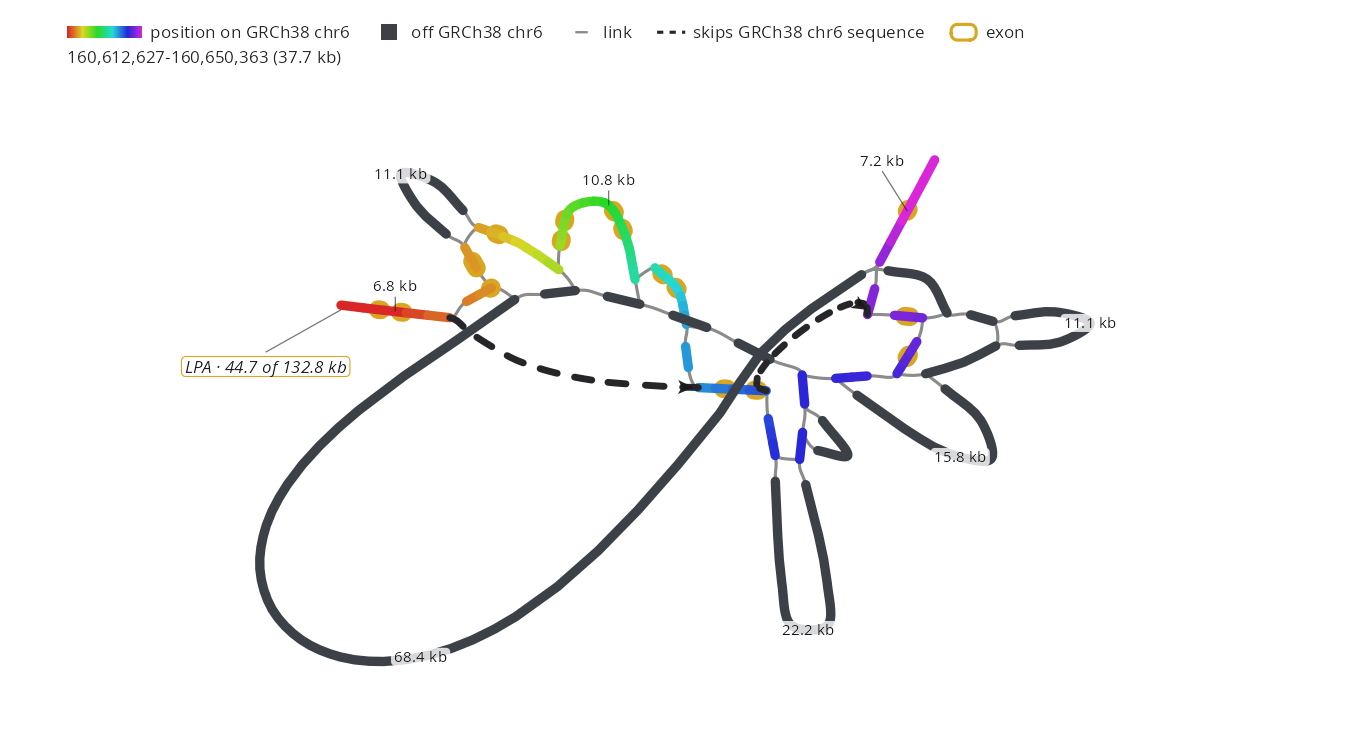 position on GRCh38 chr6
off GRCh38 chr6
link
skips GRCh38 chr6 sequence
exon
160,612,627-160,650,363 (37.7 kb)
7.2 kb
11.1 kb
10.8 kb
6.8 kb
11.1 kb
LPA · 44.7 of 132.8 kb
15.8 kb
22.2 kb
68.4 kb